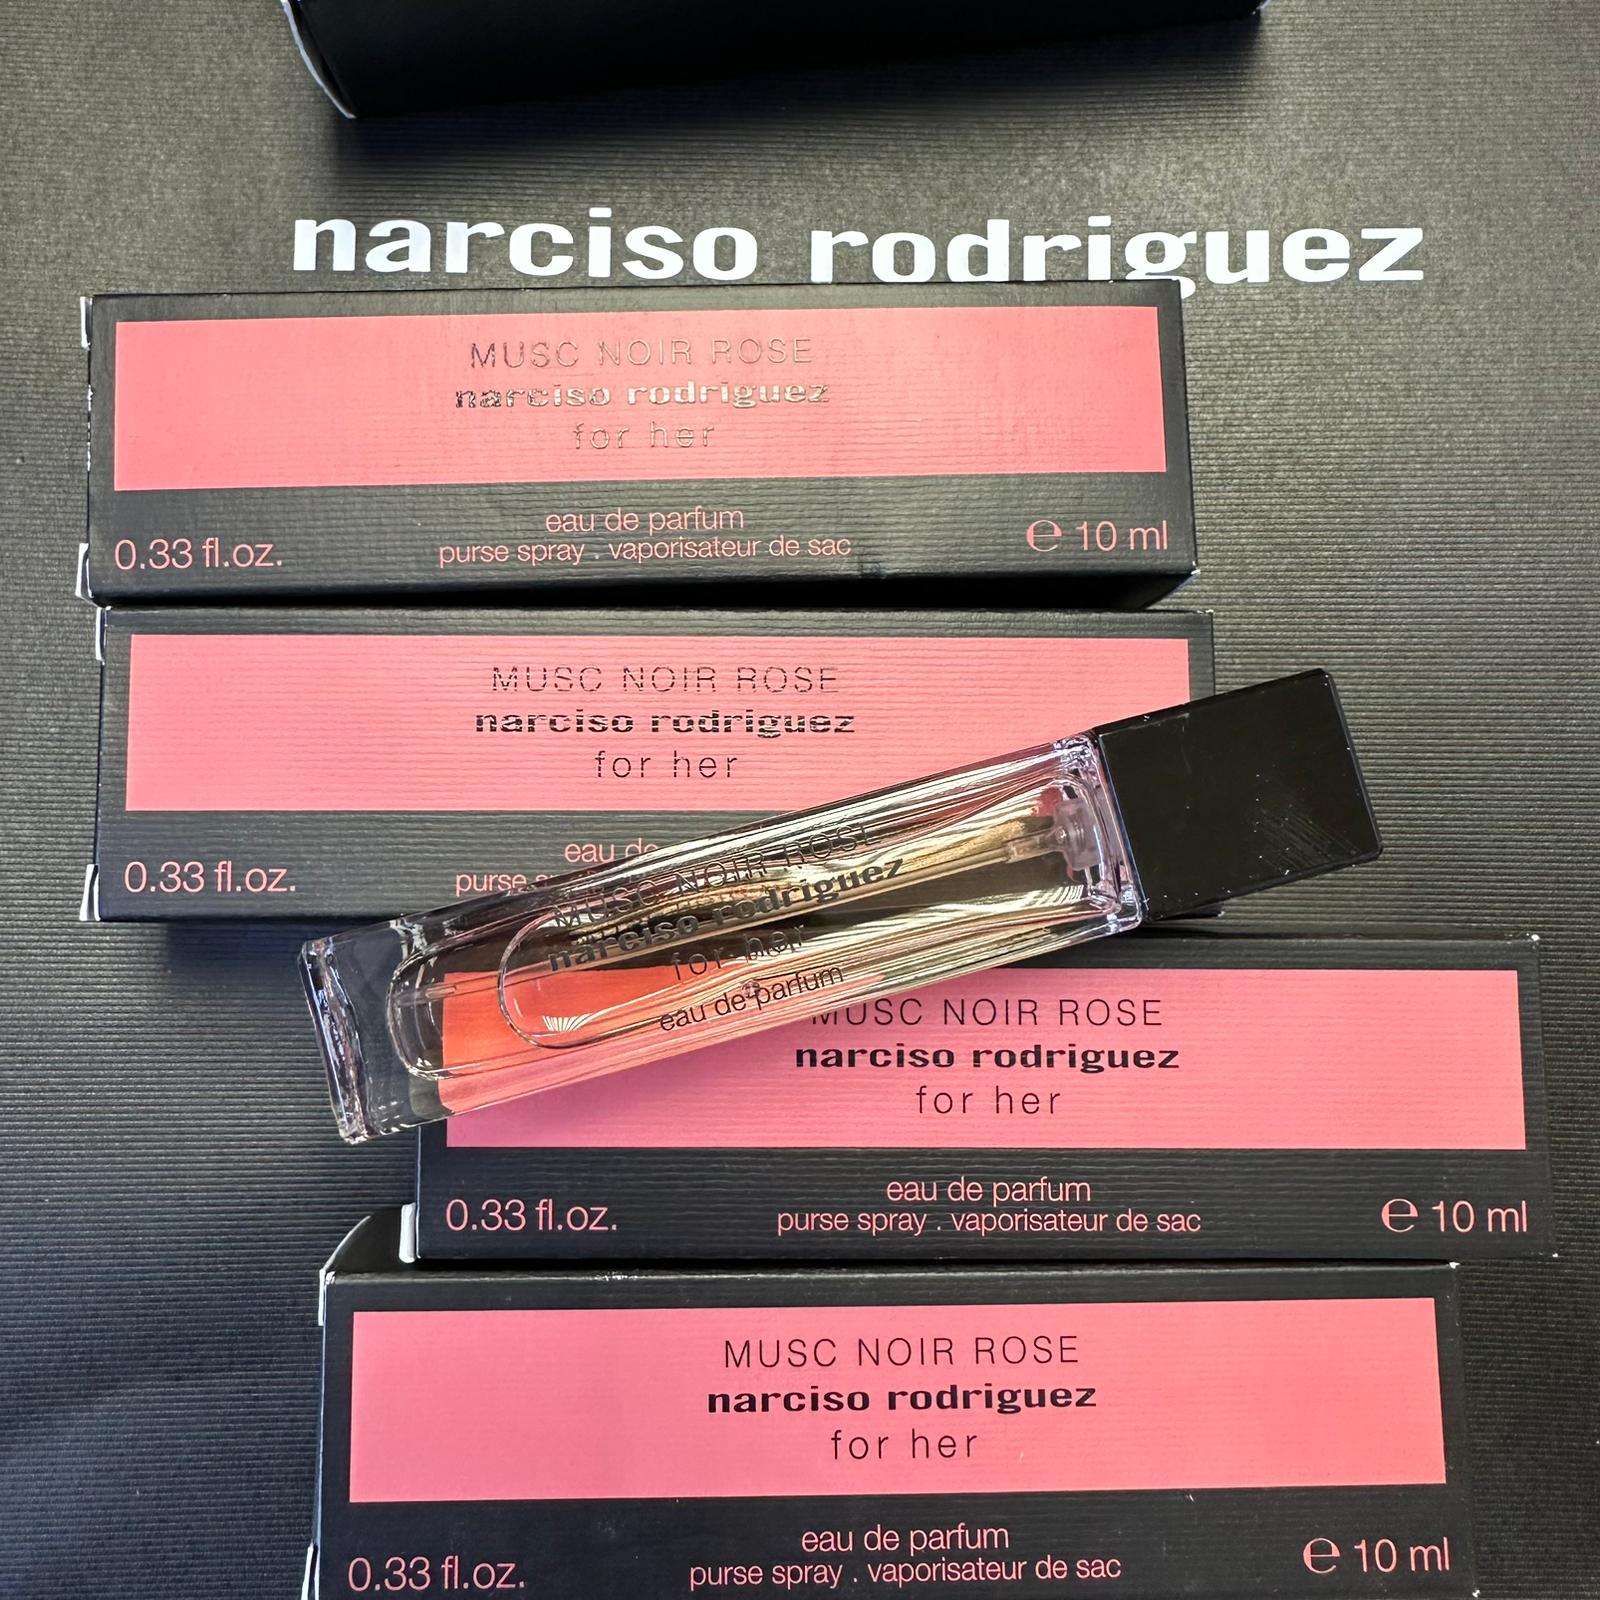 narciso rodriguez
MUSC NOIR ROSE
narciso rodriguez
for her
eau de parfum
purse spray . vaporisateur de sac
0.33 fl.oz.
℮ 10 ml
MUSC NOIR ROSE
narciso rodriguez
for her
eau de
purse
0.33 fl.oz.
MUSC NOIR ROSE
narciso rodriguez
for her
eau de parfum
MUSC NOIR ROSE
narciso rodriguez
for her
eau de parfum
purse spray . vaporisateur de sac
0.33 fl.oz.
℮ 10 ml
MUSC NOIR ROSE
narciso rodriguez
for her
eau de parfum
purse spray . vaporisateur de sac
0.33 fl.oz.
℮ 10 ml